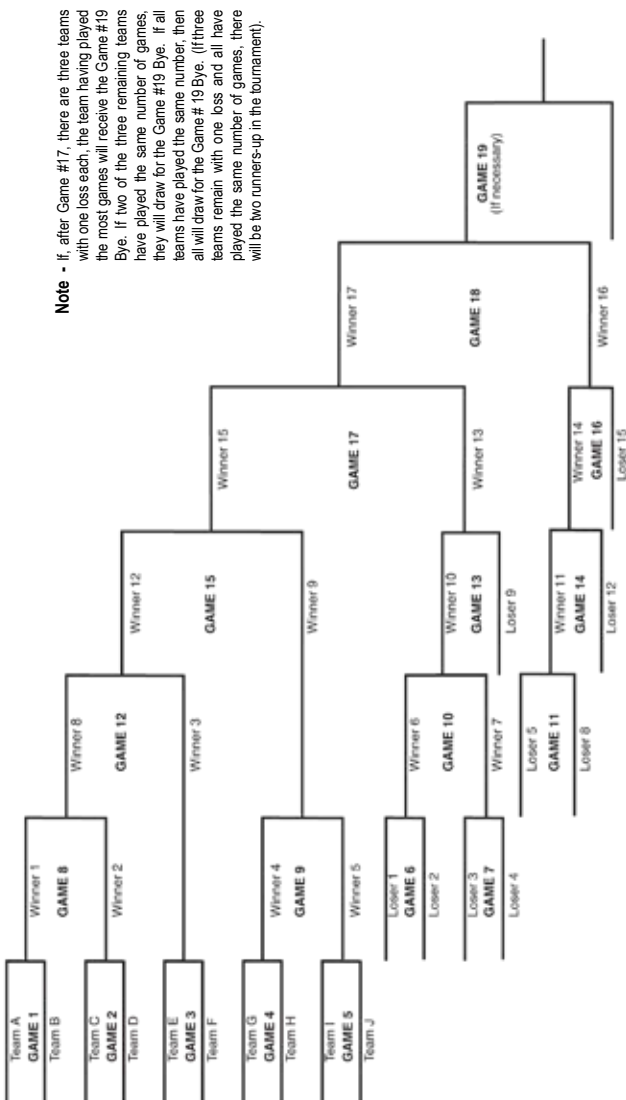 Note - If, after Game #17, there are three teams
with one loss each, the team having played
the most games will receive the Game #19
Bye. If two of the three remaining teams
have played the same number of games,
they will draw for the Game #19 Bye. If all
teams have played the same number, then
all will draw for the Game # 19 Bye. (If three
teams remain with one loss and all have
played the same number of games, there
will be two runners-up in the tournament).
Team A
GAME 1
Team B
Team C
GAME 2
Team D
Team E
GAME 3
Team F
Team G
GAME 4
Team H
Team I
GAME 5
Team J
Winner 1
GAME 8
Winner 2
Winner 4
GAME 9
Winner 5
Loser 1
GAME 6
Loser 2
Loser 3
GAME 7
Loser 4
Winner 8
GAME 12
Winner 3
Winner 6
GAME 10
Winner 7
Loser 5
GAME 11
Loser 8
Winner 12
GAME 15
Winner 9
Winner 10
GAME 13
Loser 9
Winner 11
GAME 14
Loser 12
Winner 15
GAME 17
Winner 13
Winner 14
GAME 16
Loser 15
Winner 17
GAME 18
Winner 16
GAME 19
(If necessary)